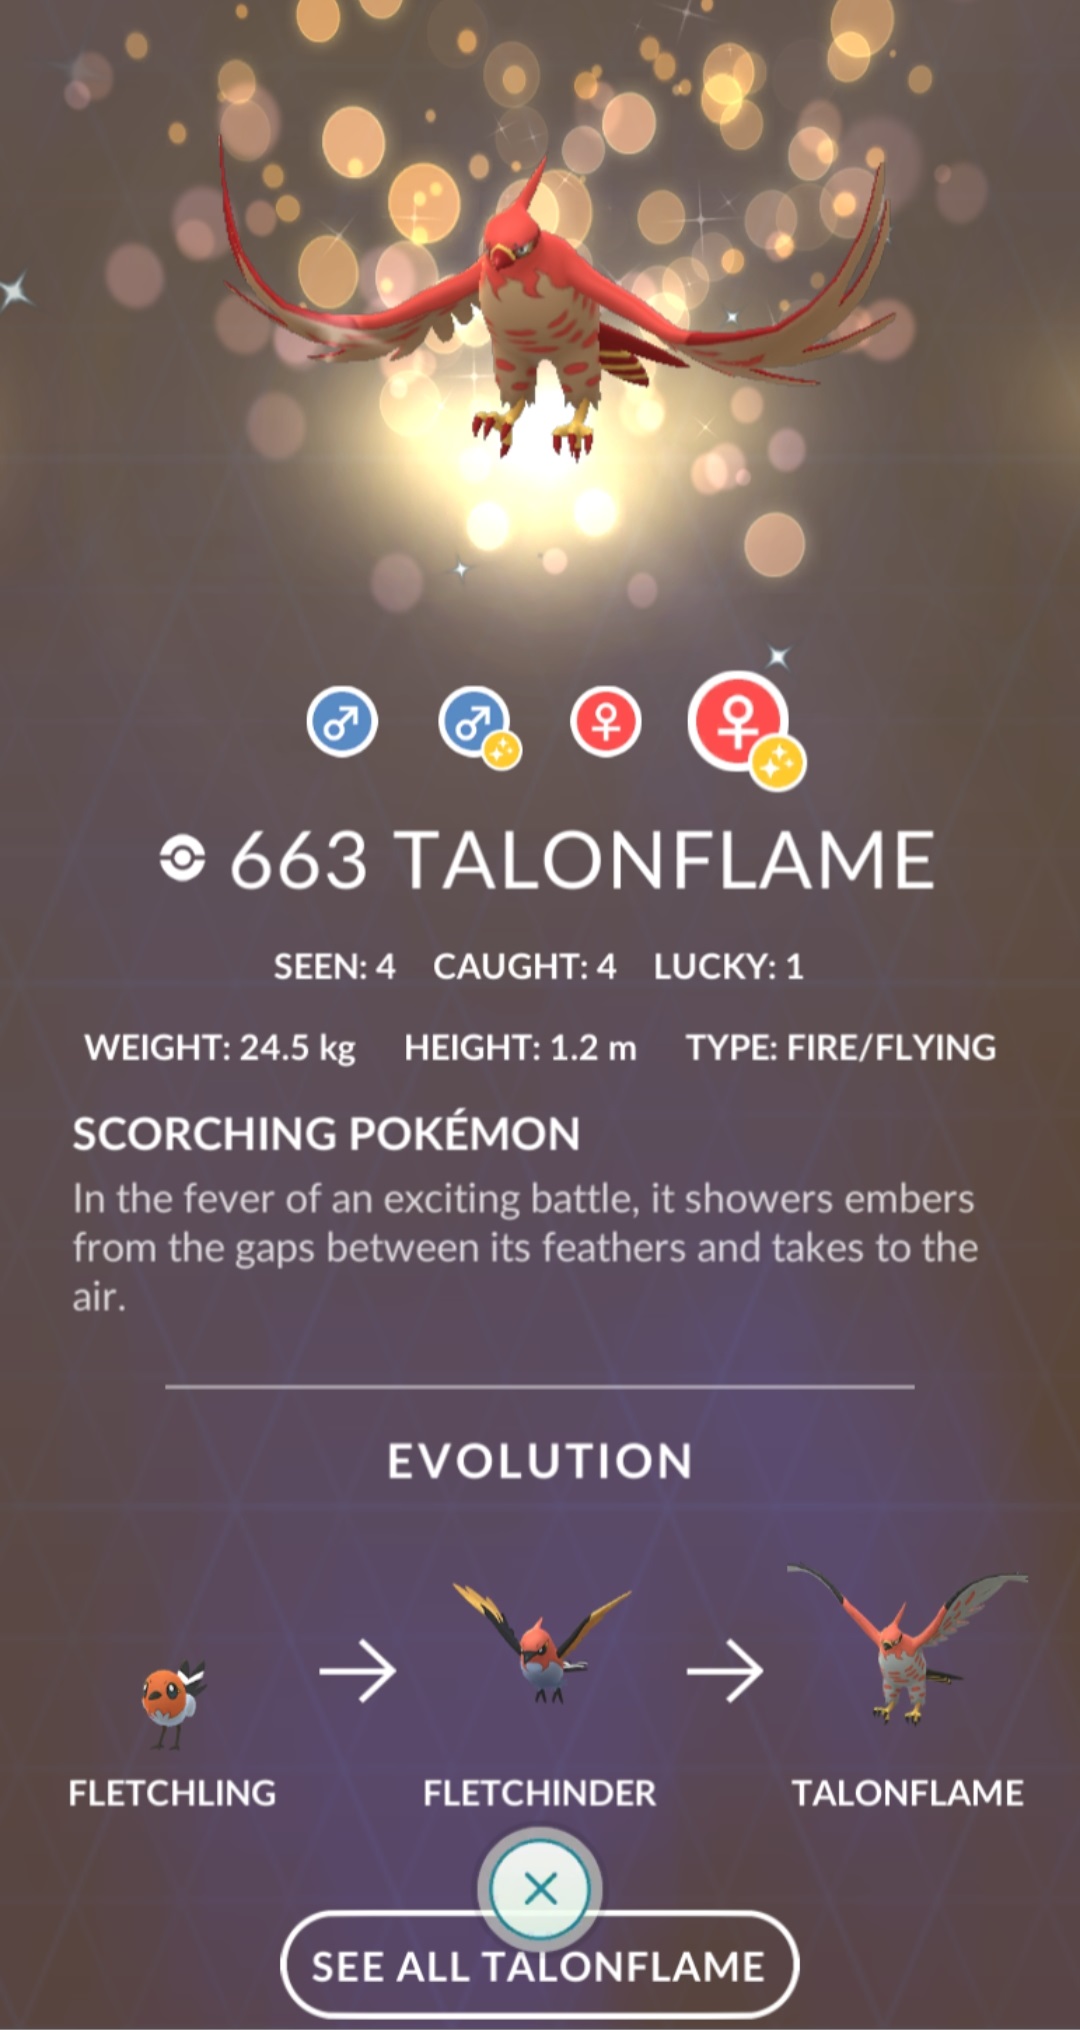 663 TALONFLAME
SEEN: 4 CAUGHT: 4 LUCKY: 1
WEIGHT: 24.5 kg HEIGHT: 1.2 m TYPE: FIRE/FLYING
SCORCHING POKÉMON
In the fever of an exciting battle, it showers embers
from the gaps between its feathers and takes to the
air.
EVOLUTION
FLETCHLING FLETCHINDER TALONFLAME
SEE ALL TALONFLAME